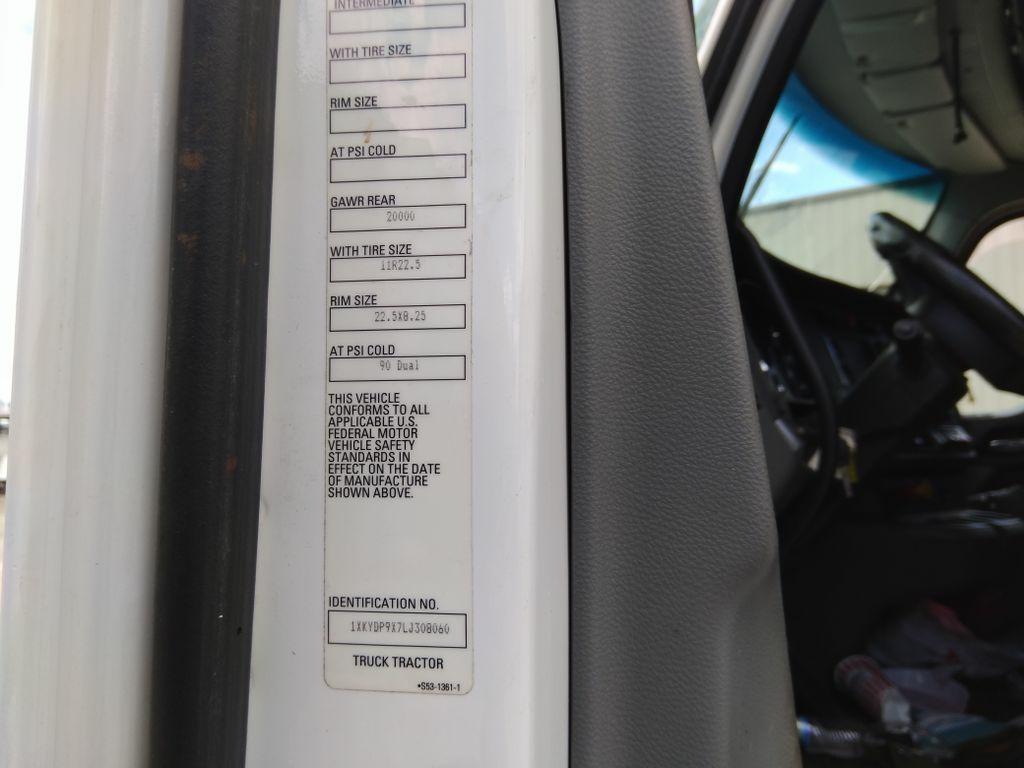 INTERMEDIATE
WITH TIRE SIZE
RIM SIZE
AT PSI COLD
GAWR REAR
20000
WITH TIRE SIZE
11R22.5
RIM SIZE
22.5X8.25
AT PSI COLD
90 Dual
THIS VEHICLE
CONFORMS TO ALL
APPLICABLE U.S.
FEDERAL MOTOR
VEHICLE SAFETY
STANDARDS IN
EFFECT ON THE DATE
OF MANUFACTURE
SHOWN ABOVE.
IDENTIFICATION NO.
1XKYDP9X7LJ308060
TRUCK TRACTOR
•S53-1361-1